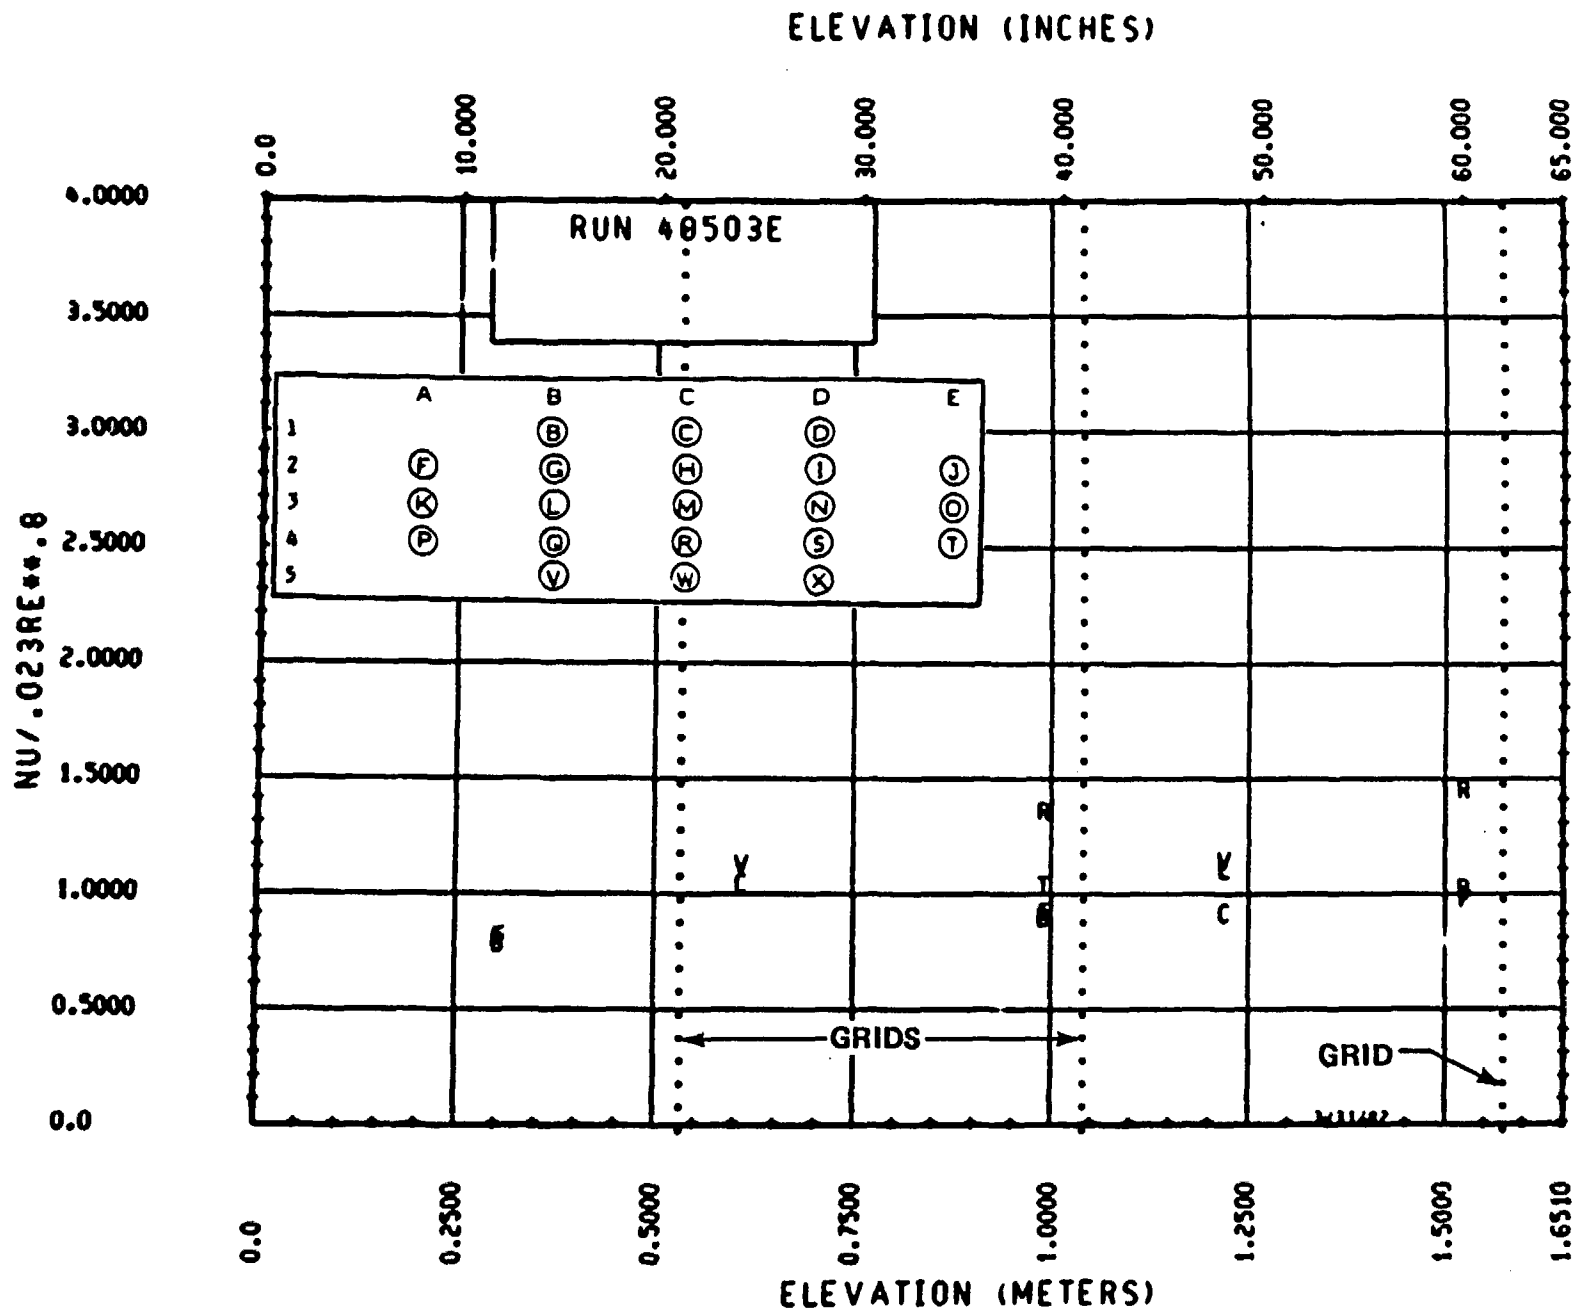 ELEVATION (INCHES)
0.0 10.000 20.000 30.000 40.000 50.000 60.000 65.000
4.0000
RUN 40503E
3.5000
A B C D E
3.0000
1 B C D
2 F G H I J
3 K L M N O
2.5000
4 P Q R S T
5 V W X
NU/.023RE**.8
2.0000
1.5000
R
R
V
L
V
1.0000
T
C
0.5000
GRIDS
GRID
0.0
0.0 0.2500 0.5000 0.7500 1.0000 1.2500 1.5000 1.6510
ELEVATION (METERS)